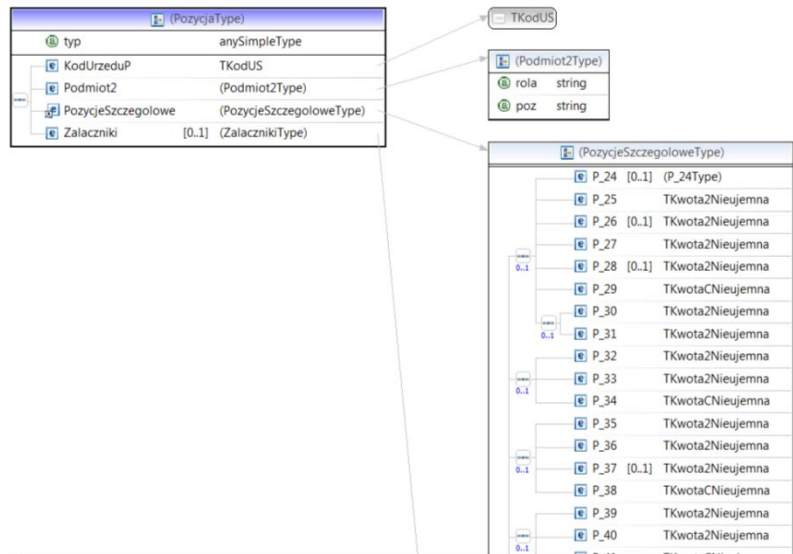 (PozycjaType)
typ anySimpleType
KodUrzeduP TKodUS
Podmiot2 (Podmiot2Type)
PozycjeSzczegolowe (PozycjeSzczegoloweType)
Zalaczniki [0..1] (ZalacznikiType)
TKodUS
(Podmiot2Type)
rola string
poz string
(PozycjeSzczegoloweType)
P_24 [0..1] (P_24Type)
P_25 TKwota2Nieujemna
P_26 [0..1] TKwota2Nieujemna
P_27 TKwota2Nieujemna
0..1
P_28 [0..1] TKwota2Nieujemna
P_29 TKwotaCNieujemna
P_30 TKwota2Nieujemna
0..1
P_31 TKwota2Nieujemna
P_32 TKwota2Nieujemna
P_33 TKwota2Nieujemna
0..1
P_34 TKwotaCNieujemna
P_35 TKwota2Nieujemna
P_36 TKwota2Nieujemna
0..1
P_37 [0..1] TKwota2Nieujemna
P_38 TKwotaCNieujemna
P_39 TKwota2Nieujemna
P_40 TKwota2Nieujemna
0..1